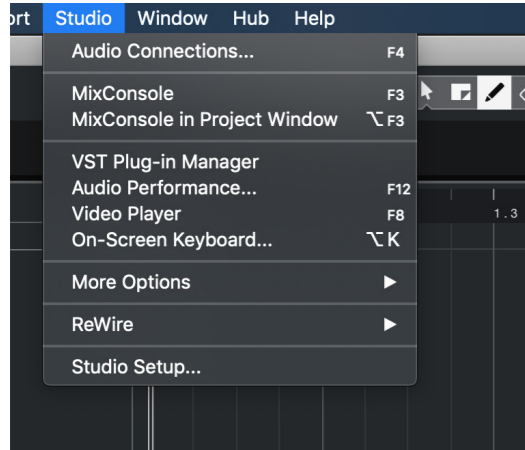 ort Studio Window Hub Help
Audio Connections... F4
MixConsole F3
MixConsole in Project Window ⌥ F3
VST Plug-in Manager
Audio Performance... F12
Video Player F8
On-Screen Keyboard... ⌥ K
More Options ▶
ReWire ▶
Studio Setup...
1.3